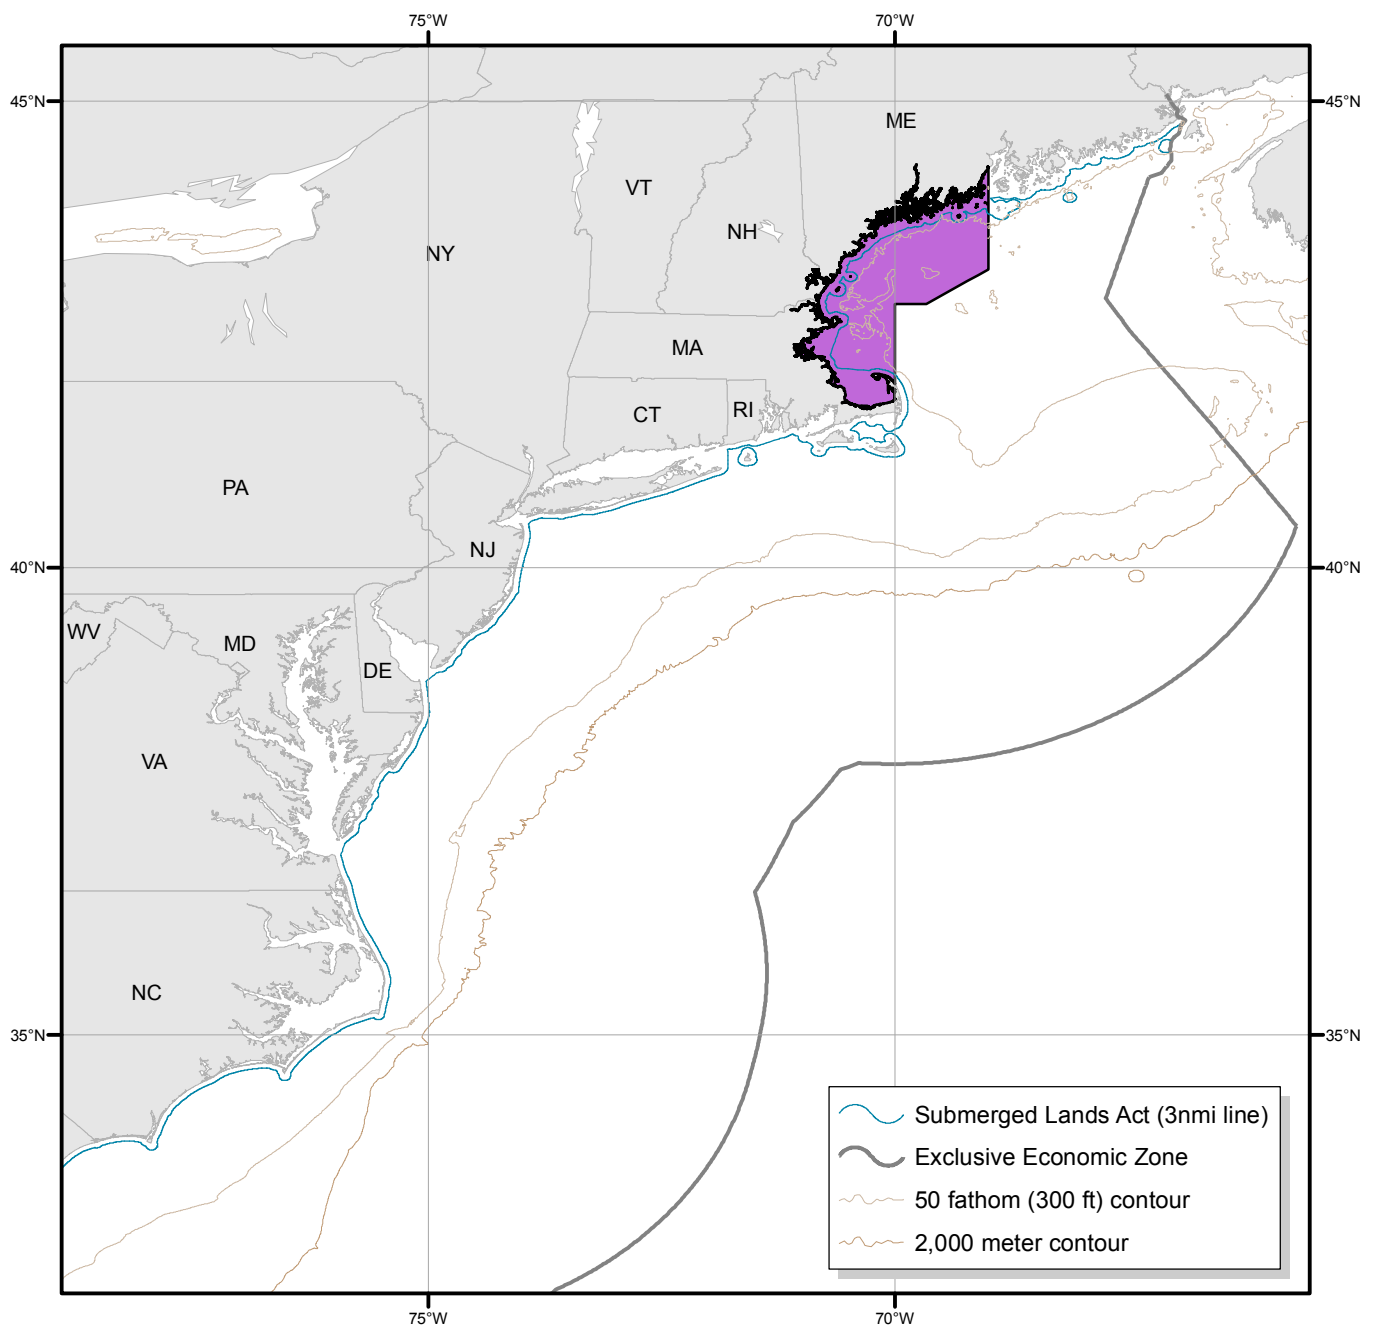 75°W 70°W
45°N 45°N
ME
VT
NH
NY
MA
CT RI
PA
NJ
40°N 40°N
WV
MD
DE
VA
NC
35°N 35°N
Submerged Lands Act (3nmi line)
Exclusive Economic Zone
50 fathom (300 ft) contour
2,000 meter contour
75°W 70°W